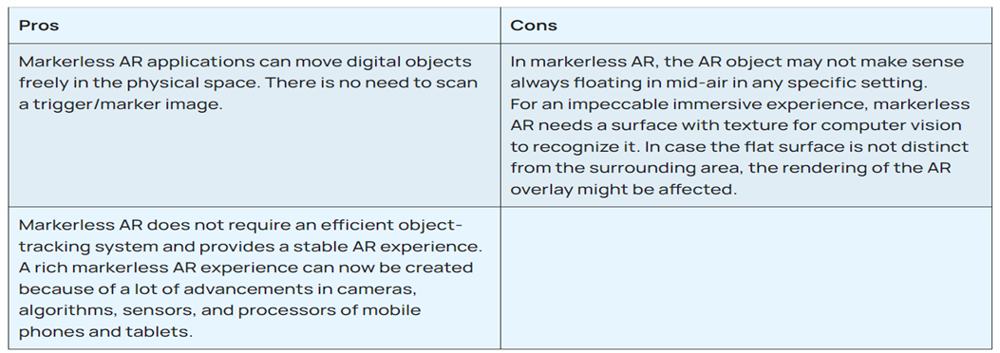 Pros
Cons
Markerless AR applications can move digital objects
freely in the physical space. There is no need to scan
a trigger/marker image.
In markerless AR, the AR object may not make sense
always floating in mid-air in any specific setting.
For an impeccable immersive experience, markerless
AR needs a surface with texture for computer vision
to recognize it. In case the flat surface is not distinct
from the surrounding area, the rendering of the AR
overlay might be affected.
Markerless AR does not require an efficient object-
tracking system and provides a stable AR experience.
A rich markerless AR experience can now be created
because of a lot of advancements in cameras,
algorithms, sensors, and processors of mobile
phones and tablets.